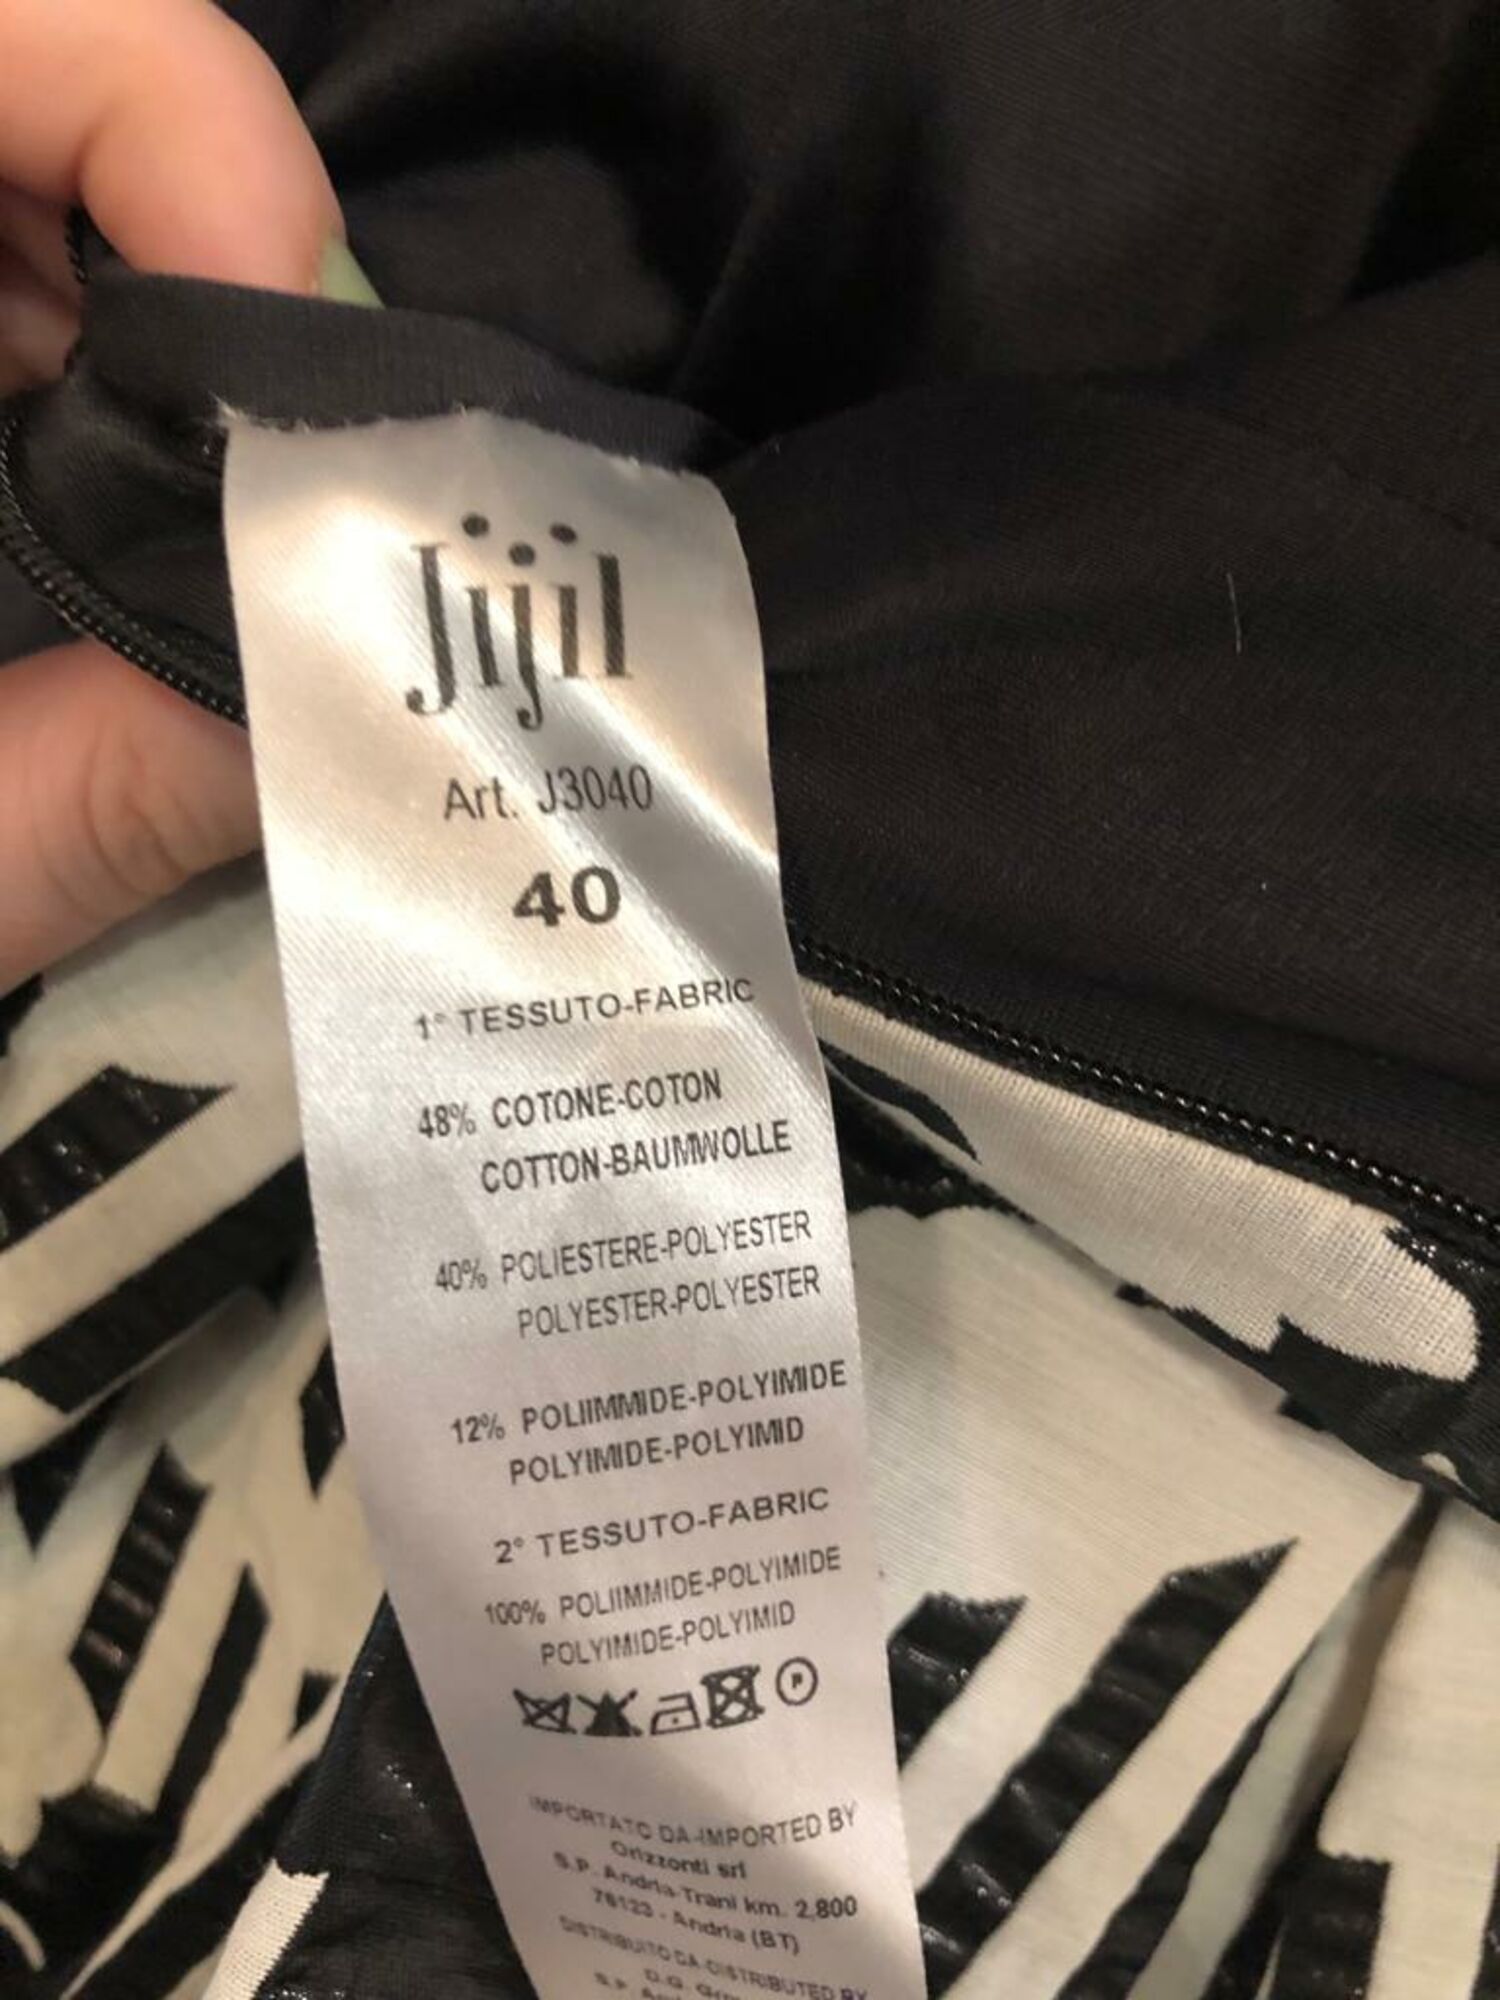 Jijil
Art. J3040
40
1° TESSUTO-FABRIC
48% COTONE-COTON
COTTON-BAUMWOLLE
40% POLIESTERE-POLYESTER
POLYESTER-POLYESTER
12% POLIIMMIDE-POLYIMIDE
POLYIMIDE-POLYIMID
2° TESSUTO-FABRIC
100% POLIIMMIDE-POLYIMIDE
POLYIMIDE-POLYIMID
P
IMPORTATO DA-IMPORTED BY
Orizzonti srl
S.P. Andria-Trani km. 2,800
76123 - Andria (BT)
DISTRIBUITO DA-DISTRIBUTED BY
D.G.
S.P.